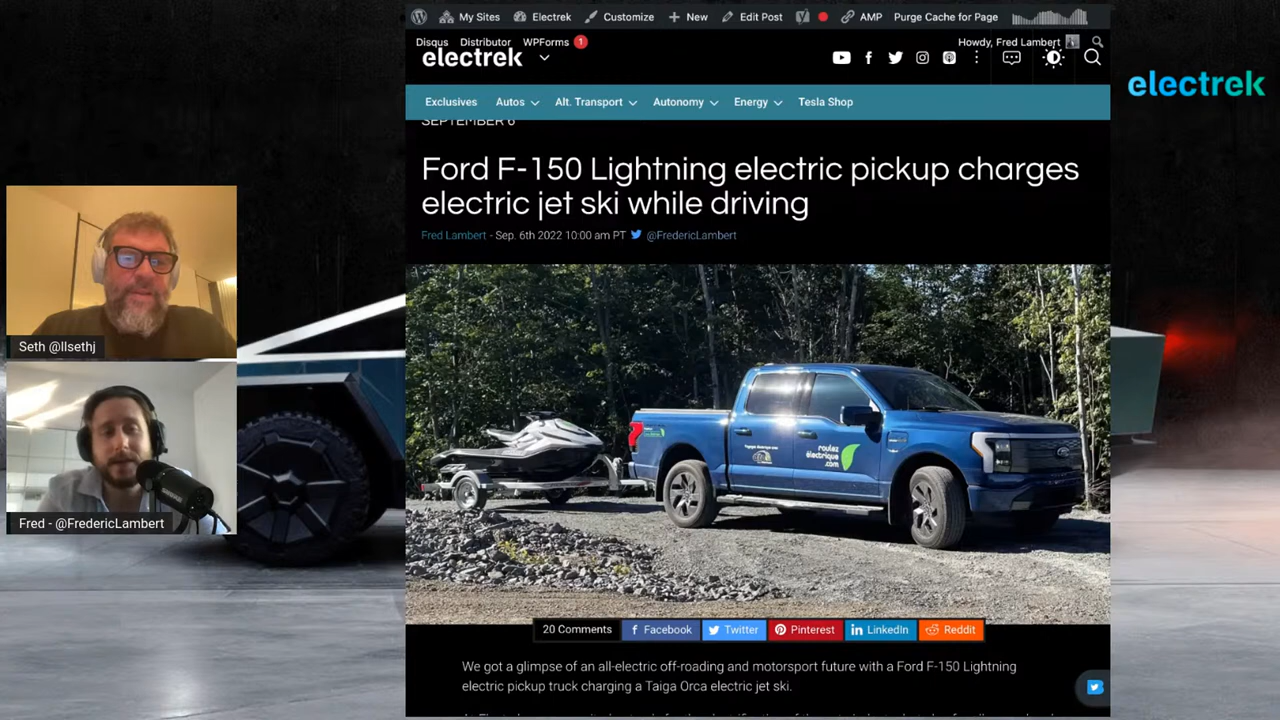 My Sites
Electrek
Customize
New
Edit Post
AMP
Purge Cache for Page
Disqus
Distributor
WPForms 1
Howdy, Fred Lambert
electrek
Exclusives
Autos
Alt. Transport
Autonomy
Energy
Tesla Shop
SEPTEMBER 6
Ford F-150 Lightning electric pickup charges
electric jet ski while driving
Fred Lambert - Sep. 6th 2022 10:00 am PT @FredericLambert
roulez
électrique
.com
20 Comments
Facebook
Twitter
Pinterest
LinkedIn
Reddit
We got a glimpse of an all-electric off-roading and motorsport future with a Ford F-150 Lightning
electric pickup truck charging a Taiga Orca electric jet ski.
electrek
Seth @llsethj
Fred - @FredericLambert